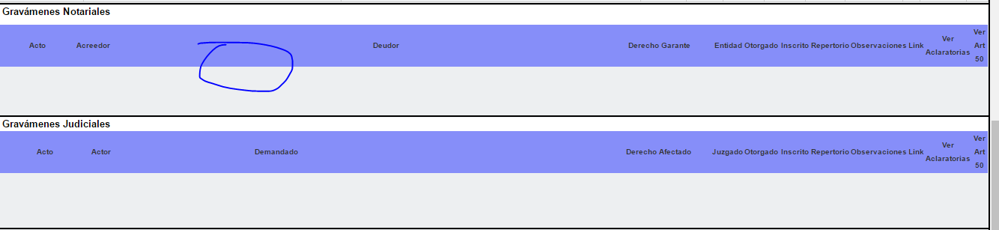 Gravámenes Notariales
Acto Acreedor Deudor Derecho Garante Entidad Otorgado Inscrito Repertorio Observaciones Link Ver Aclaratorias Ver Art 50
Gravámenes Judiciales
Acto Actor Demandado Derecho Afectado Juzgado Otorgado Inscrito Repertorio Observaciones Link Ver Aclaratorias Ver Art 50